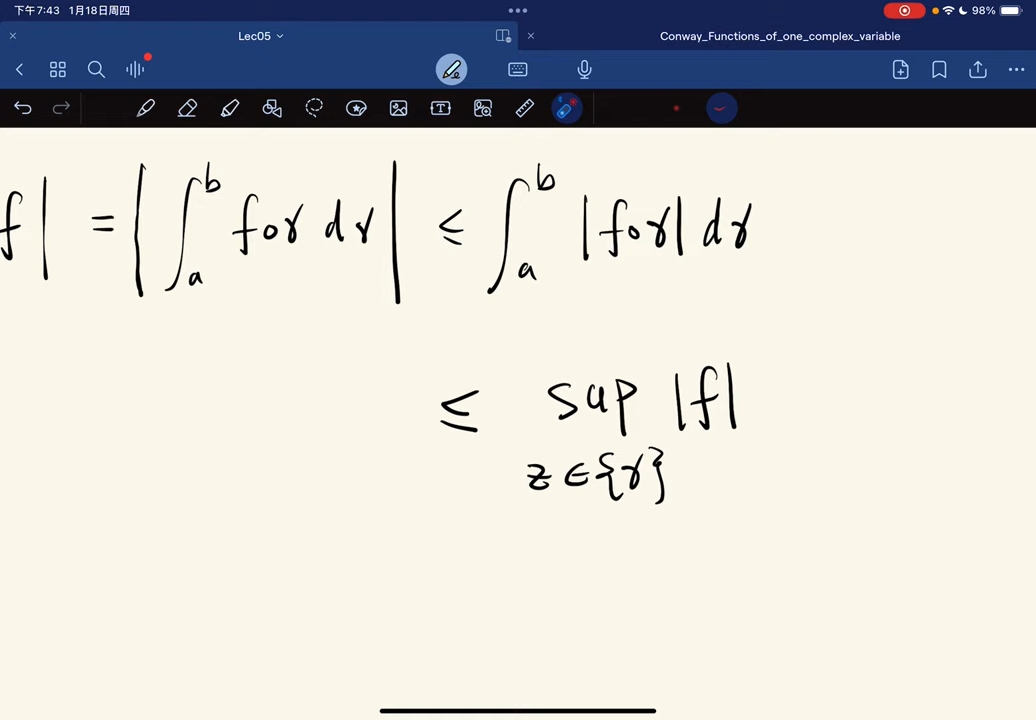 下午7:43 1月18日周四 98%
Lec05
Conway_Functions_of_one_complex_variable
f| = |∫_a^b f∘γ dγ| ≤ ∫_a^b |f∘γ| dγ
≤ sup |f|
z∈{γ}